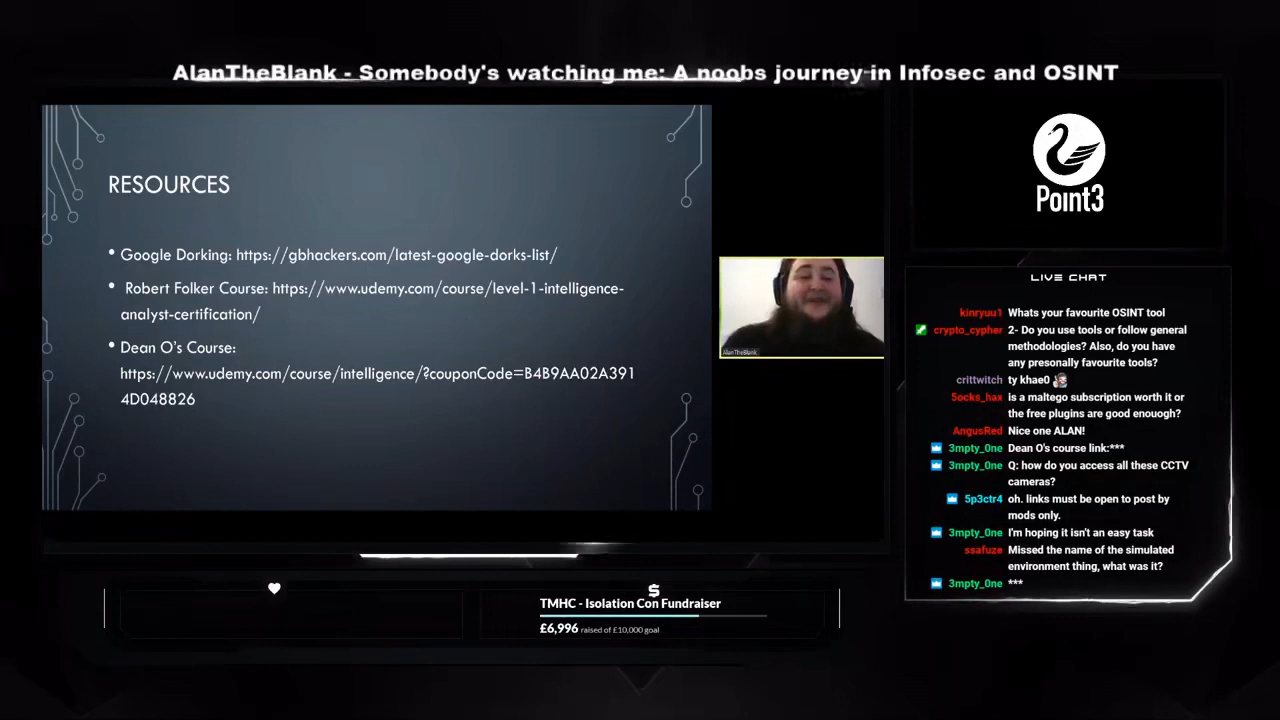 AlanTheBlank - Somebody's watching me: A noobs journey in Infosec and OSINT
RESOURCES
• Google Dorking: https://gbhackers.com/latest-google-dorks-list/
• Robert Folker Course: https://www.udemy.com/course/level-1-intelligence-
analyst-certification/
• Dean O's Course:
https://www.udemy.com/course/intelligence/?couponCode=B4B9AA02A391
4D048826
AlanTheBlank
Point3
LIVE CHAT
kinryuu1 Whats your favourite OSINT tool
crypto_cypher 2- Do you use tools or follow general
methodologies? Also, do you have
any presonally favourite tools?
crittwitch ty khae0
5ocks_hax is a maltego subscription worth it or
the free plugins are good enouogh?
AngusRed Nice one ALAN!
3mpty_0ne Dean O's course link:***
3mpty_0ne Q: how do you access all these CCTV
cameras?
5p3ctr4 oh. links must be open to post by
mods only.
3mpty_0ne I'm hoping it isn't an easy task
ssafuze Missed the name of the simulated
environment thing, what was it?
3mpty_0ne ***
$
TMHC - Isolation Con Fundraiser
£6,996 raised of £10,000 goal